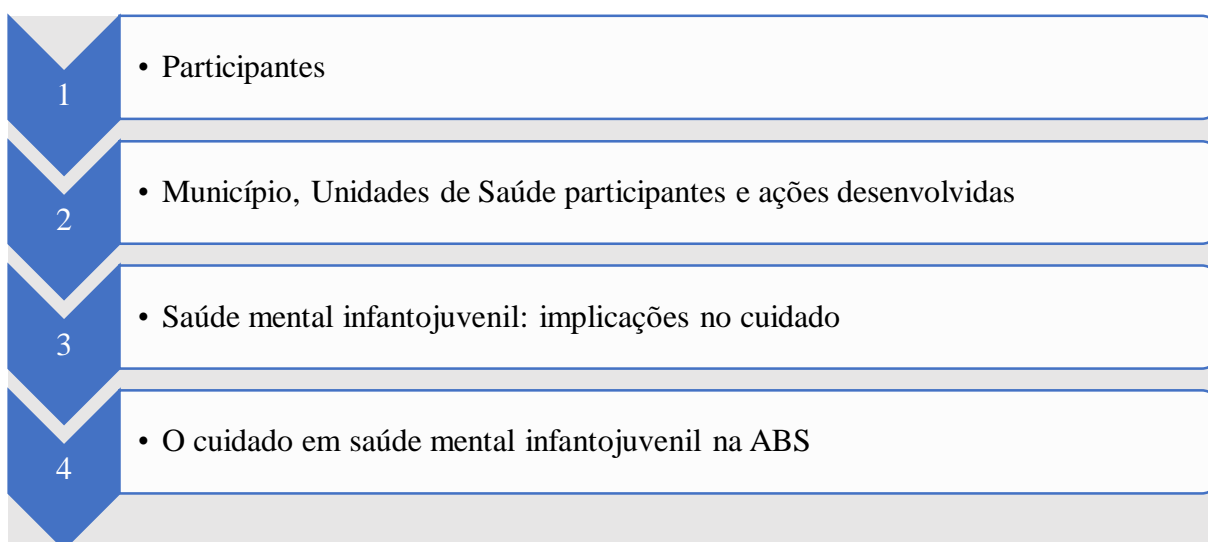 1
• Participantes
2
• Município, Unidades de Saúde participantes e ações desenvolvidas
3
• Saúde mental infantojuvenil: implicações no cuidado
4
• O cuidado em saúde mental infantojuvenil na ABS